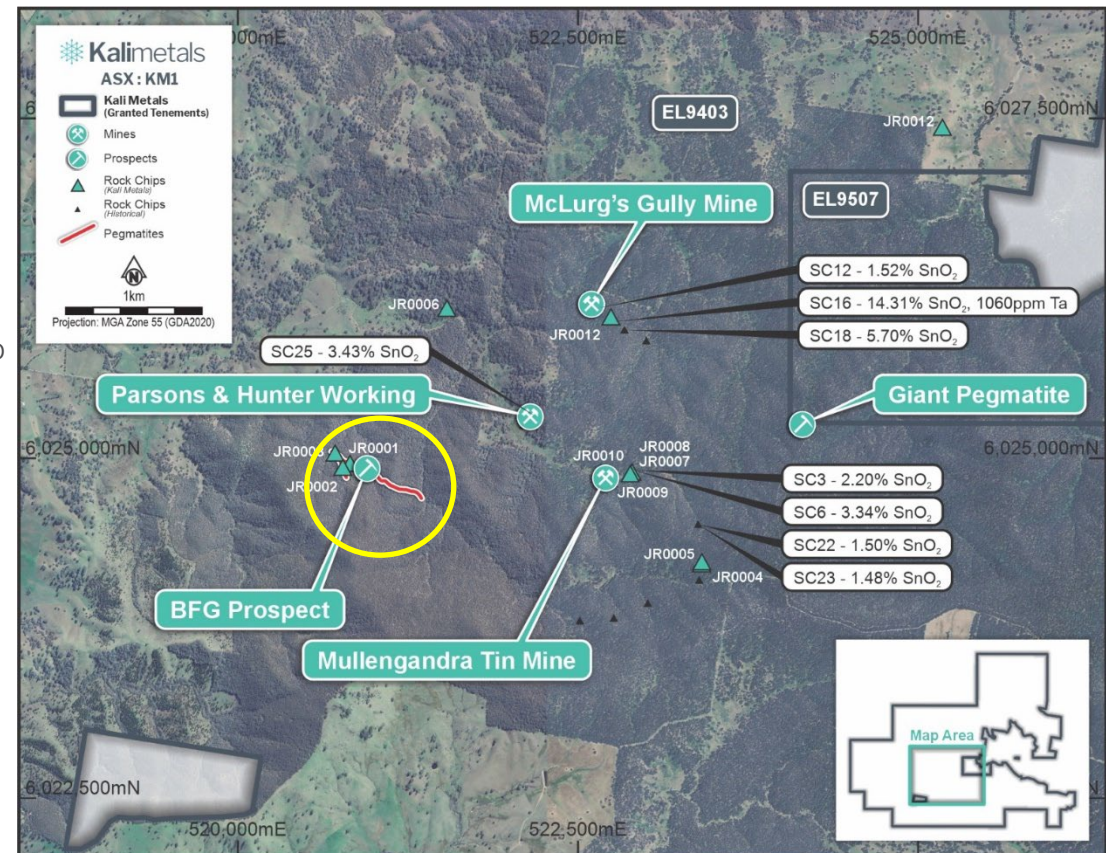 Kalimetals
ASX : KM1
Kali Metals
(Granted Tenements)
Mines
Prospects
Rock Chips
(Kali Metals)
Rock Chips
(Historical)
Pegmatites
N
1km
Projection: MGA Zone 55 (GDA2020)
000mE
522,500mE
525,000mE
6,027,500mN
EL9403
JR0012
EL9507
McLurg's Gully Mine
SC12 - 1.52% SnO₂
SC16 - 14.31% SnO₂, 1060ppm Ta
SC18 - 5.70% SnO₂
JR0006
JR0012
SC25 - 3.43% SnO₂
Parsons & Hunter Working
Giant Pegmatite
6,025,000mN
6,025,000mN
JR0001
JR0002
JR0008
JR0007
JR0010
JR0009
SC3 - 2.20% SnO₂
SC6 - 3.34% SnO₂
SC22 - 1.50% SnO₂
SC23 - 1.48% SnO₂
JR0005
JR0004
BFG Prospect
Mullengandra Tin Mine
Map Area
6,022,500mN
520,000mE
522,500mE